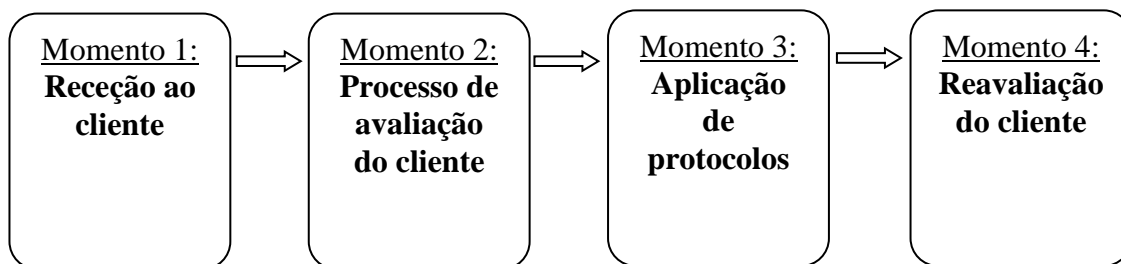 Momento 1:
Receção ao
cliente
Momento 2:
Processo de
avaliação
do cliente
Momento 3:
Aplicação
de
protocolos
Momento 4:
Reavaliação
do cliente